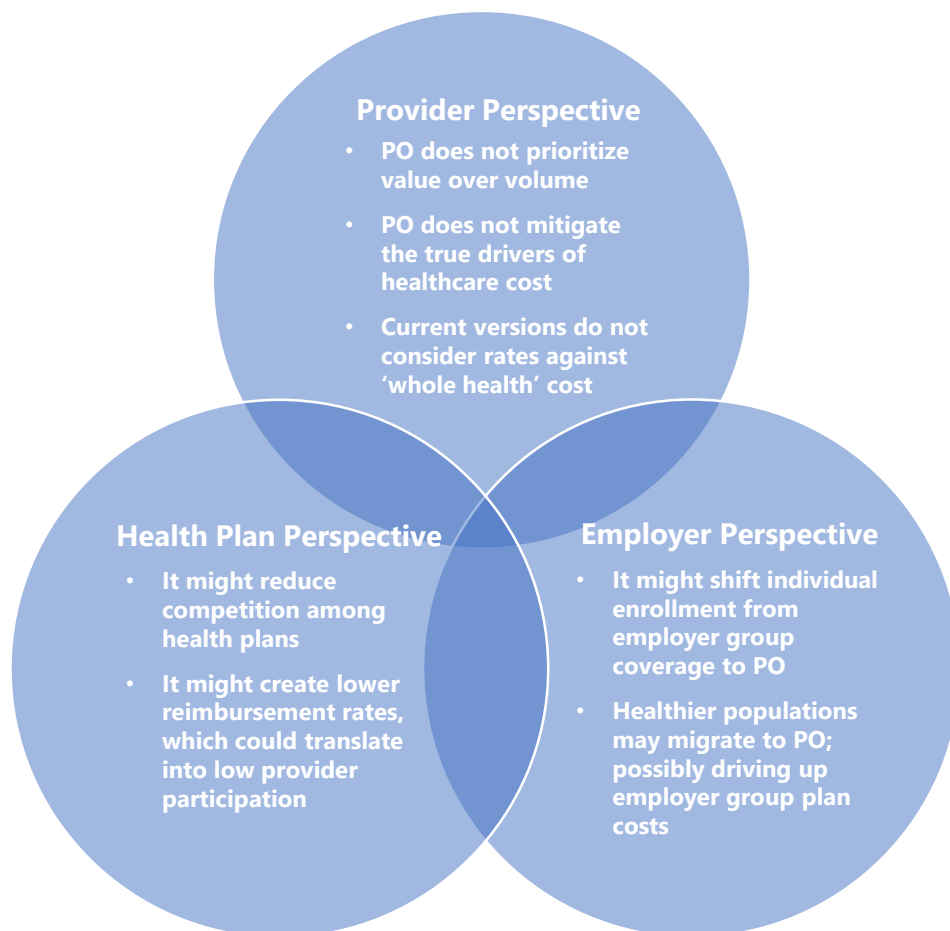 Provider Perspective
• PO does not prioritize
value over volume
• PO does not mitigate
the true drivers of
healthcare cost
• Current versions do not
consider rates against
‘whole health’ cost
Health Plan Perspective
• It might reduce
competition among
health plans
• It might create lower
reimbursement rates,
which could translate
into low provider
participation
Employer Perspective
• It might shift individual
enrollment from
employer group
coverage to PO
• Healthier populations
may migrate to PO;
possibly driving up
employer group plan
costs